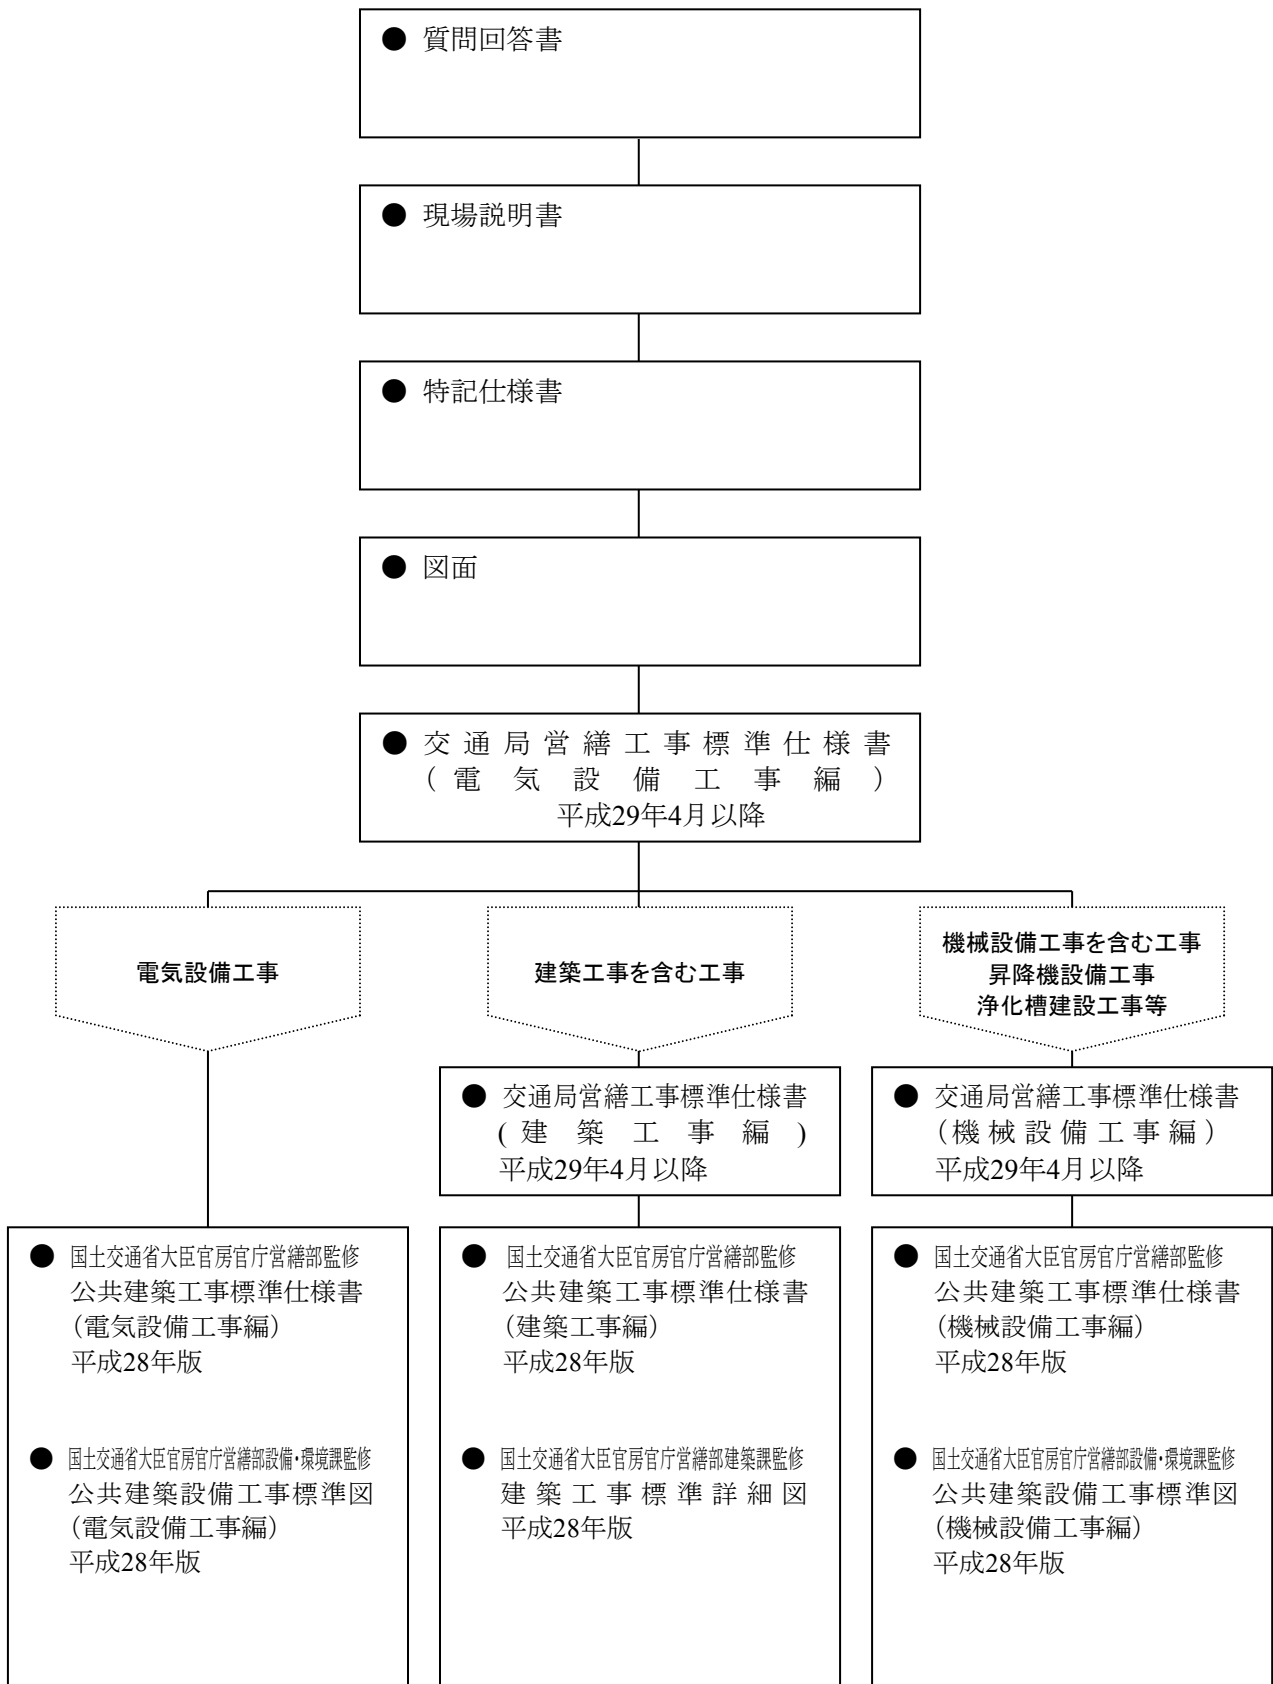 ● 質問回答書
● 現場説明書
● 特記仕様書
● 図面
● 交通局営繕工事標準仕様書
（電気設備工事編）
平成29年4月以降
電気設備工事
建築工事を含む工事
機械設備工事を含む工事
昇降機設備工事
浄化槽建設工事等
● 交通局営繕工事標準仕様書
(建築工事編)
平成29年4月以降
● 交通局営繕工事標準仕様書
（機械設備工事編）
平成29年4月以降
● 国土交通省大臣官房官庁営繕部監修
公共建築工事標準仕様書
（電気設備工事編）
平成28年版
● 国土交通省大臣官房官庁営繕部設備・環境課監修
公共建築設備工事標準図
（電気設備工事編）
平成28年版
● 国土交通省大臣官房官庁営繕部監修
公共建築工事標準仕様書
（建築工事編）
平成28年版
● 国土交通省大臣官房官庁営繕部建築課監修
建築工事標準詳細図
平成28年版
● 国土交通省大臣官房官庁営繕部監修
公共建築工事標準仕様書
（機械設備工事編）
平成28年版
● 国土交通省大臣官房官庁営繕部設備・環境課監修
公共建築設備工事標準図
（機械設備工事編）
平成28年版